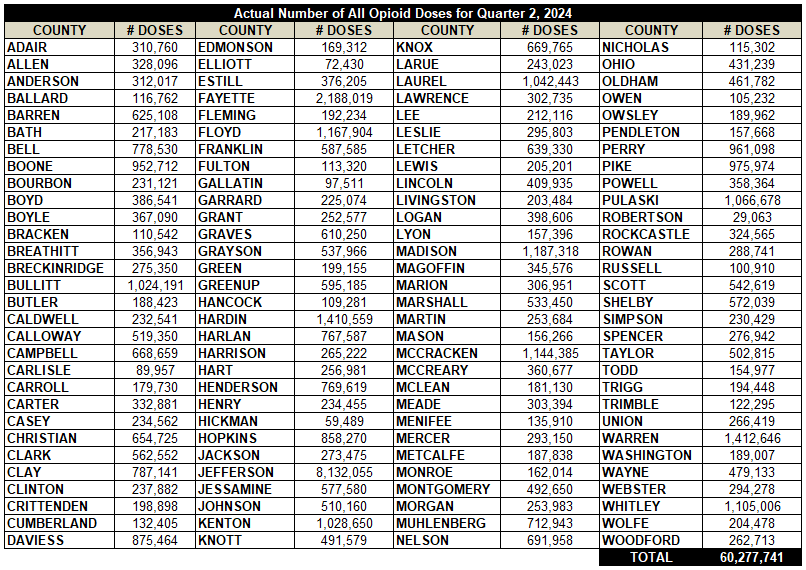 Actual Number of All Opioid Doses for Quarter 2, 2024
COUNTY # DOSES COUNTY # DOSES COUNTY # DOSES COUNTY # DOSES
ADAIR 310,760 EDMONSON 169,312 KNOX 669,765 NICHOLAS 115,302
ALLEN 328,096 ELLIOTT 72,430 LARUE 243,023 OHIO 431,239
ANDERSON 312,017 ESTILL 376,205 LAUREL 1,042,443 OLDHAM 461,782
BALLARD 116,762 FAYETTE 2,188,019 LAWRENCE 302,735 OWEN 105,232
BARREN 625,108 FLEMING 192,234 LEE 212,116 OWSLEY 189,962
BATH 217,183 FLOYD 1,167,904 LESLIE 295,803 PENDLETON 157,668
BELL 778,530 FRANKLIN 587,585 LETCHER 639,330 PERRY 961,098
BOONE 952,712 FULTON 113,320 LEWIS 205,201 PIKE 975,974
BOURBON 231,121 GALLATIN 97,511 LINCOLN 409,935 POWELL 358,364
BOYD 386,541 GARRARD 225,074 LIVINGSTON 203,484 PULASKI 1,066,678
BOYLE 367,090 GRANT 252,577 LOGAN 398,606 ROBERTSON 29,063
BRACKEN 110,542 GRAVES 610,250 LYON 157,396 ROCKCASTLE 324,565
BREATHITT 356,943 GRAYSON 537,966 MADISON 1,187,318 ROWAN 288,741
BRECKINRIDGE 275,350 GREEN 199,155 MAGOFFIN 345,576 RUSSELL 100,910
BULLITT 1,024,191 GREENUP 595,185 MARION 306,951 SCOTT 542,619
BUTLER 188,423 HANCOCK 109,281 MARSHALL 533,450 SHELBY 572,039
CALDWELL 232,541 HARDIN 1,410,559 MARTIN 253,684 SIMPSON 230,429
CALLOWAY 519,350 HARLAN 767,587 MASON 156,266 SPENCER 276,942
CAMPBELL 668,659 HARRISON 265,222 MCCRACKEN 1,144,385 TAYLOR 502,815
CARLISLE 89,957 HART 256,981 MCCREARY 360,677 TODD 154,977
CARROLL 179,730 HENDERSON 769,619 MCLEAN 181,130 TRIGG 194,448
CARTER 332,881 HENRY 234,455 MEADE 303,394 TRIMBLE 122,295
CASEY 234,562 HICKMAN 59,489 MENIFEE 135,910 UNION 266,419
CHRISTIAN 654,725 HOPKINS 858,270 MERCER 293,150 WARREN 1,412,646
CLARK 562,552 JACKSON 273,475 METCALFE 187,838 WASHINGTON 189,007
CLAY 787,141 JEFFERSON 8,132,055 MONROE 162,014 WAYNE 479,133
CLINTON 237,882 JESSAMINE 577,580 MONTGOMERY 492,650 WEBSTER 294,278
CRITTENDEN 198,898 JOHNSON 510,160 MORGAN 253,983 WHITLEY 1,105,006
CUMBERLAND 132,405 KENTON 1,028,650 MUHLENBERG 712,943 WOLFE 204,478
DAVIESS 875,464 KNOTT 491,579 NELSON 691,958 WOODFORD 262,713
TOTAL 60,277,741